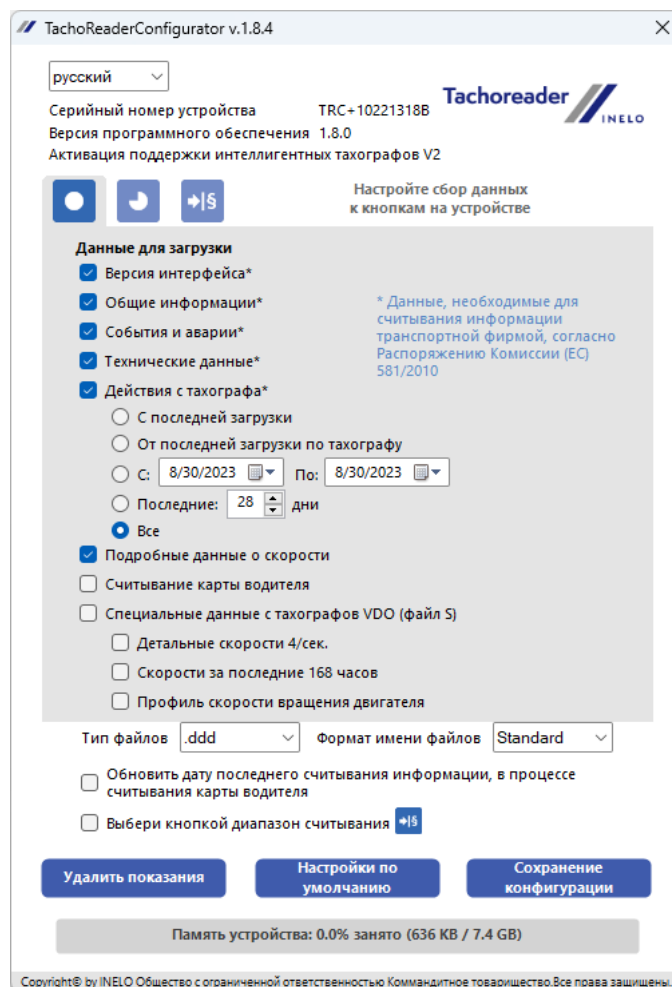 TachoReaderConfigurator v.1.8.4
русский
Tachoreader
INELO
Серийный номер устройства TRC+10221318B
Версия программного обеспечения 1.8.0
Активация поддержки интеллигентных тахографов V2
Настройте сбор данных
к кнопкам на устройстве
Данные для загрузки
Версия интерфейса*
Общие информации*
События и аварии*
Технические данные*
Действия с тахографа*
* Данные, необходимые для
считывания информации
транспортной фирмой, согласно
Распоряжению Комиссии (ЕС)
581/2010
С последней загрузки
От последней загрузки по тахографу
С: 8/30/2023 По: 8/30/2023
Последние: 28 дни
Все
Подробные данные о скорости
Считывание карты водителя
Специальные данные с тахографов VDO (файл S)
Детальные скорости 4/сек.
Скорости за последние 168 часов
Профиль скорости вращения двигателя
Тип файлов .ddd Формат имени файлов Standard
Обновить дату последнего считывания информации, в процессе
считывания карты водителя
Выбери кнопкой диапазон считывания
Удалить показания
Настройки по
умолчанию
Сохранение
конфигурации
Память устройства: 0.0% занято (636 KB / 7.4 GB)
Copyright© by INELO Общество с ограниченной ответственностью Коммандитное товарищество.Все права защищены.